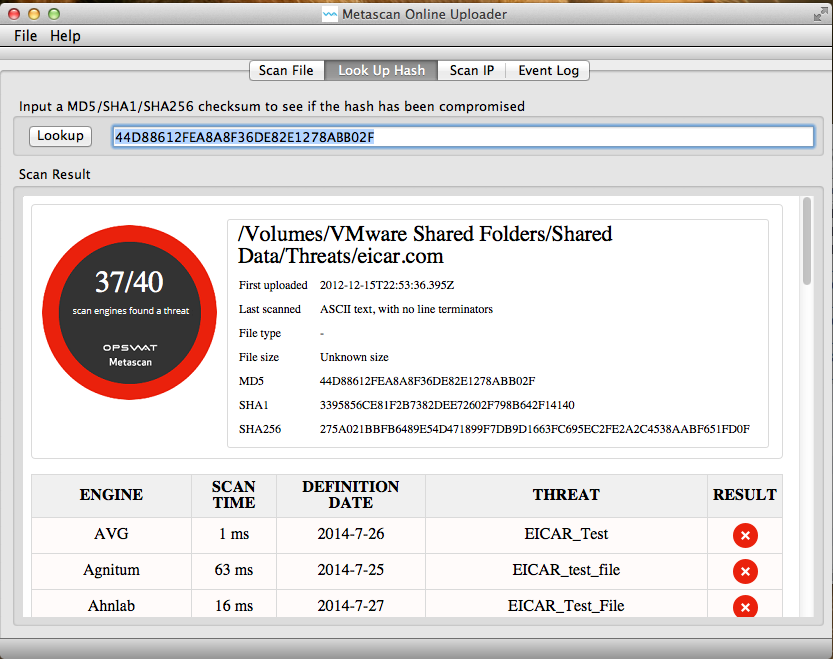 Metascan Online Uploader
File Help
Scan File Look Up Hash Scan IP Event Log
Input a MD5/SHA1/SHA256 checksum to see if the hash has been compromised
Lookup 44D88612FEA8A8F36DE82E1278ABB02F
Scan Result
37/40
scan engines found a threat
OPSWAT
Metascan
/Volumes/VMware Shared Folders/Shared
Data/Threats/eicar.com
First uploaded 2012-12-15T22:53:36.395Z
Last scanned ASCII text, with no line terminators
File type -
File size Unknown size
MD5 44D88612FEA8A8F36DE82E1278ABB02F
SHA1 3395856CE81F2B7382DEE72602F798B642F14140
SHA256 275A021BBFB6489E54D471899F7DB9D1663FC695EC2FE2A2C4538AABF651FD0F
ENGINE SCAN TIME DEFINITION DATE THREAT RESULT
AVG 1 ms 2014-7-26 EICAR_Test
Agnitum 63 ms 2014-7-25 EICAR_test_file
Ahnlab 16 ms 2014-7-27 EICAR_Test_File